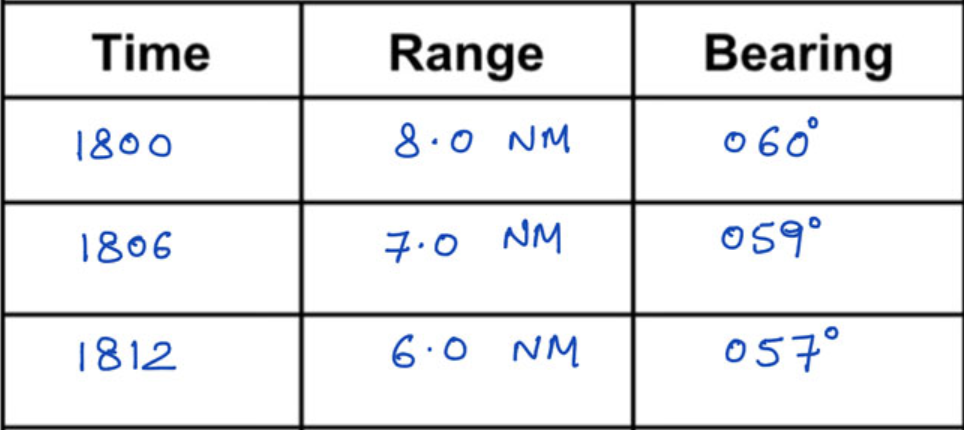 Time Range Bearing
1800 8.0 NM 060°
1806 7.0 NM 059°
1812 6.0 NM 057°